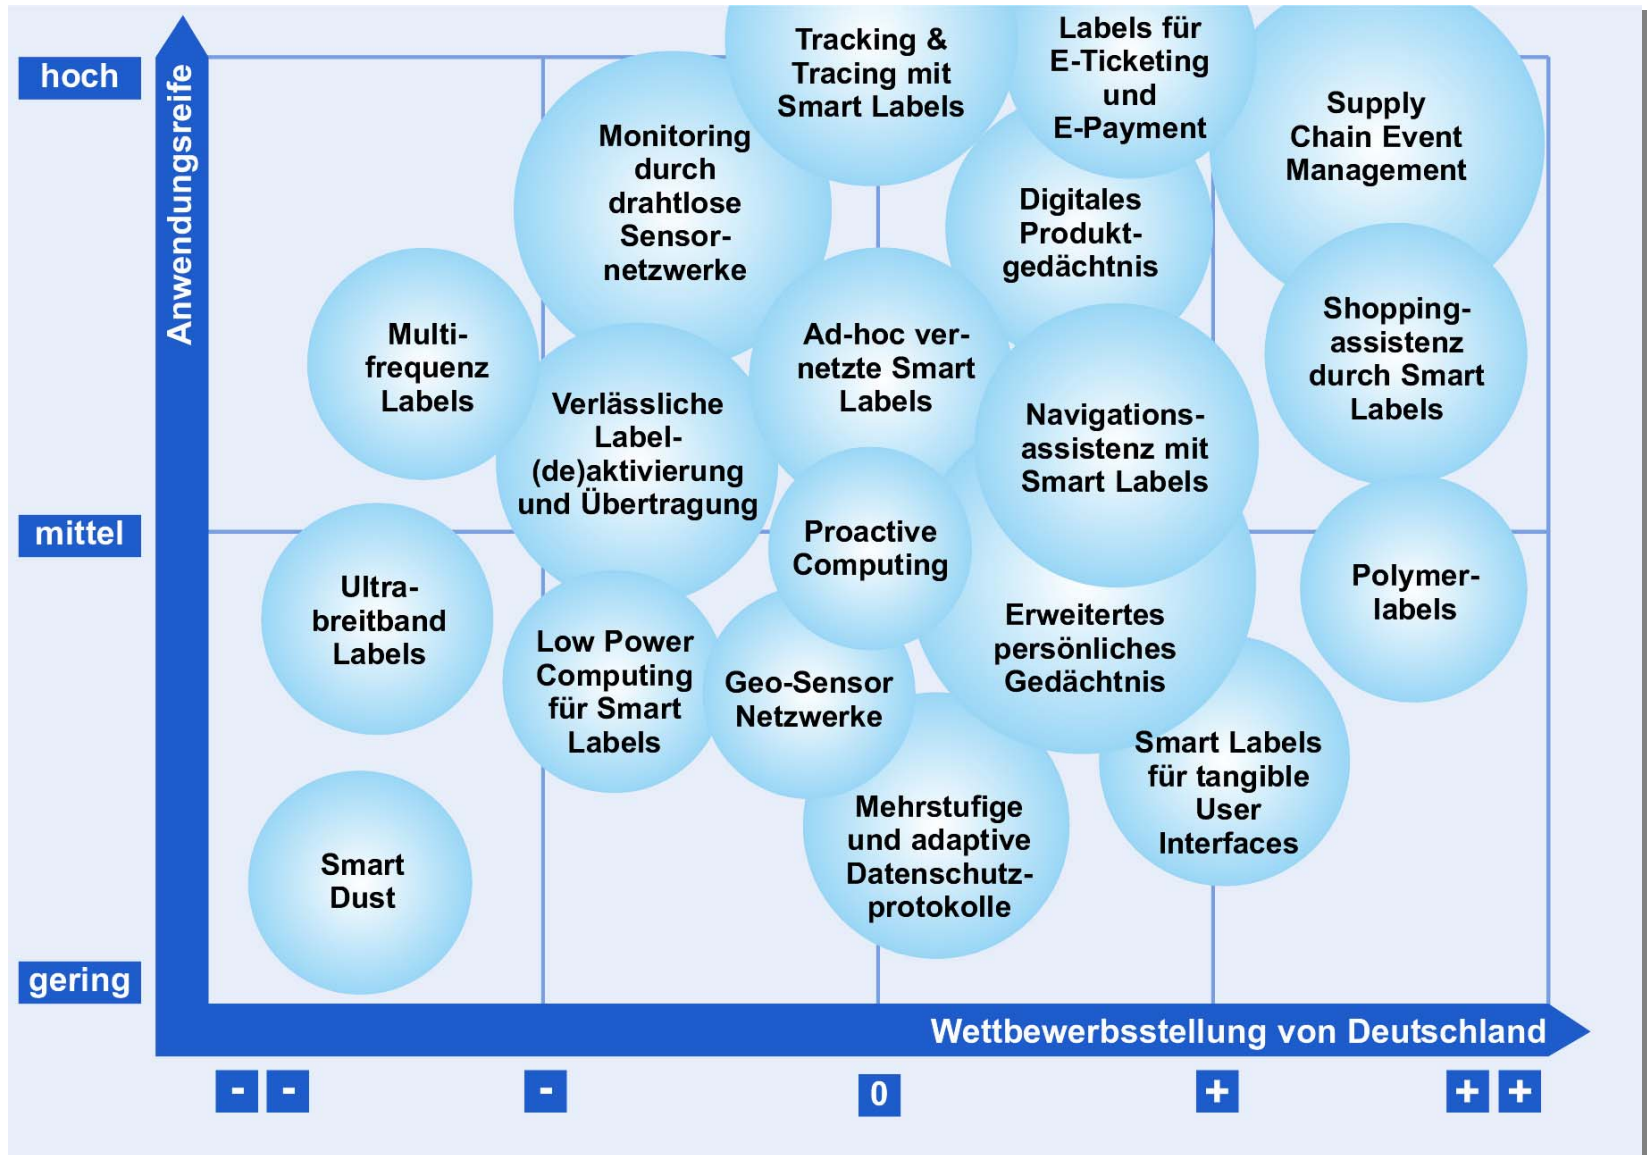 hoch
mittel
gering
Anwendungsreife
Tracking &
Tracing mit
Smart Labels
Labels für
E-Ticketing
und
E-Payment
Supply
Chain Event
Management
Monitoring
durch
drahtlose
Sensor-
netzwerke
Digitales
Produkt-
gedächtnis
Multi-
frequenz
Labels
Ad-hoc ver-
netzte Smart
Labels
Shopping-
assistenz
durch Smart
Labels
Verlässliche
Label-
(de)aktivierung
und Übertragung
Navigations-
assistenz mit
Smart Labels
Proactive
Computing
Ultra-
breitband
Labels
Polymer-
labels
Low Power
Computing
für Smart
Labels
Geo-Sensor
Netzwerke
Erweitertes
persönliches
Gedächtnis
Smart Labels
für tangible
User
Interfaces
Mehrstufige
und adaptive
Datenschutz-
protokolle
Smart
Dust
Wettbewerbsstellung von Deutschland
- - - 0 + + +